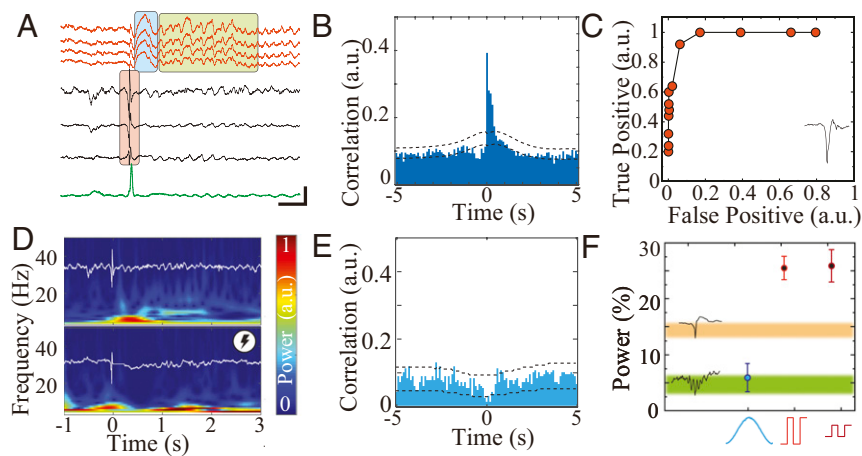 A
B
0.5
0.2
0
-5
0
5
Correlation (a.u.)
Time (s)
C
1
0.8
0.6
0.4
0.2
0
0
0.2
0.4
0.6
0.8
1
True Positive (a.u.)
False Positive (a.u.)
D
40
20
40
20
Frequency (Hz)
-1
0
1
2
3
Time (s)
1
Power (a.u.)
0
E
0.5
0.2
0
-5
0
5
Correlation (a.u.)
Time (s)
F
30
20
10
0
Power (%)